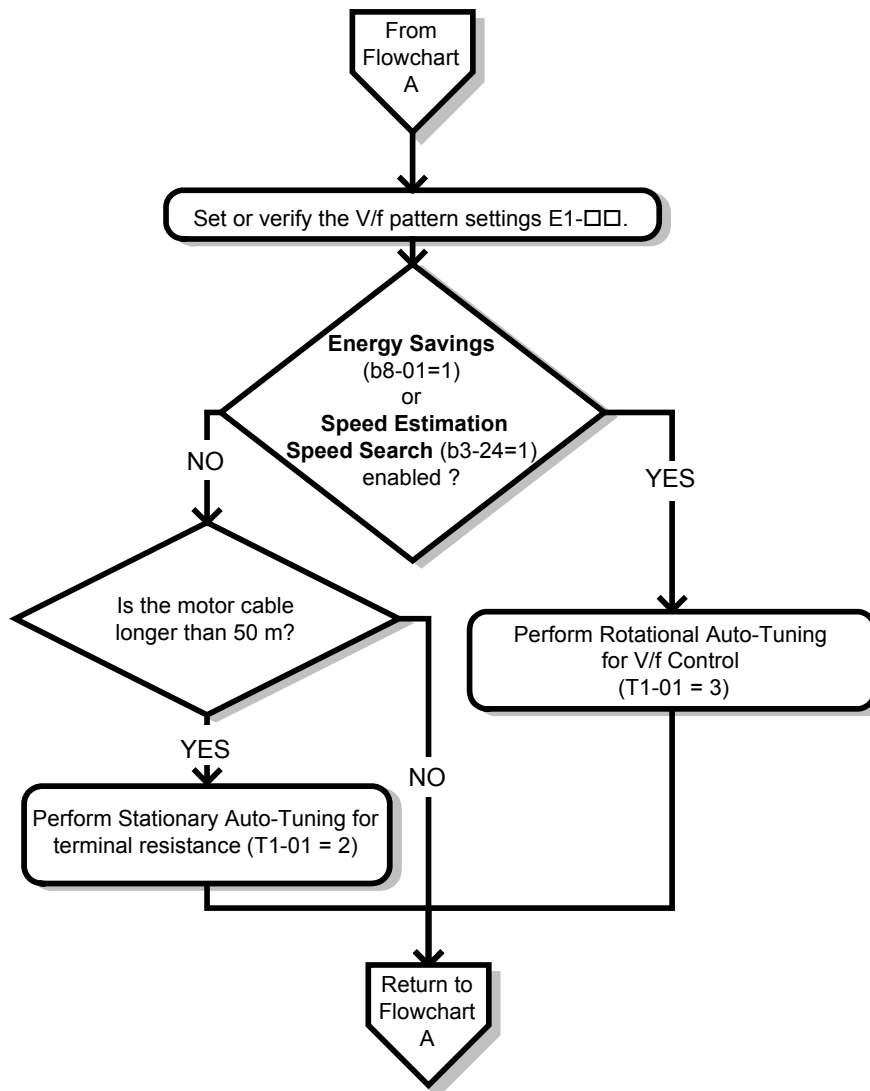 From
Flowchart
A
Set or verify the V/f pattern settings E1-□□.
Energy Savings
(b8-01=1)
or
Speed Estimation
Speed Search (b3-24=1)
enabled ?
NO
YES
Is the motor cable
longer than 50 m?
Perform Rotational Auto-Tuning
for V/f Control
(T1-01 = 3)
YES
NO
Perform Stationary Auto-Tuning for
terminal resistance (T1-01 = 2)
Return to
Flowchart
A